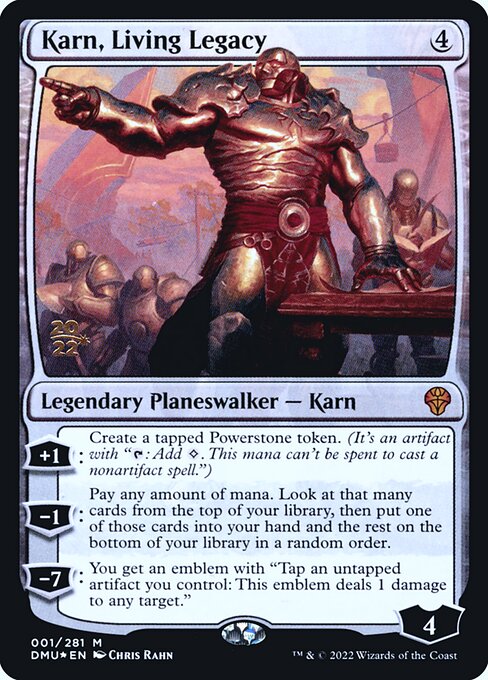 Karn, Living Legacy 4
20
22
Legendary Planeswalker — Karn
+1 : Create a tapped Powerstone token. (It's an artifact
with “T: Add C. This mana can't be spent to cast a
nonartifact spell.”)
-1 : Pay any amount of mana. Look at that many
cards from the top of your library, then put one
of those cards into your hand and the rest on the
bottom of your library in a random order.
-7 : You get an emblem with “Tap an untapped
artifact you control: This emblem deals 1 damage
to any target.”
4
001/281 M
DMU★EN Chris Rahn ™ & © 2022 Wizards of the Coast